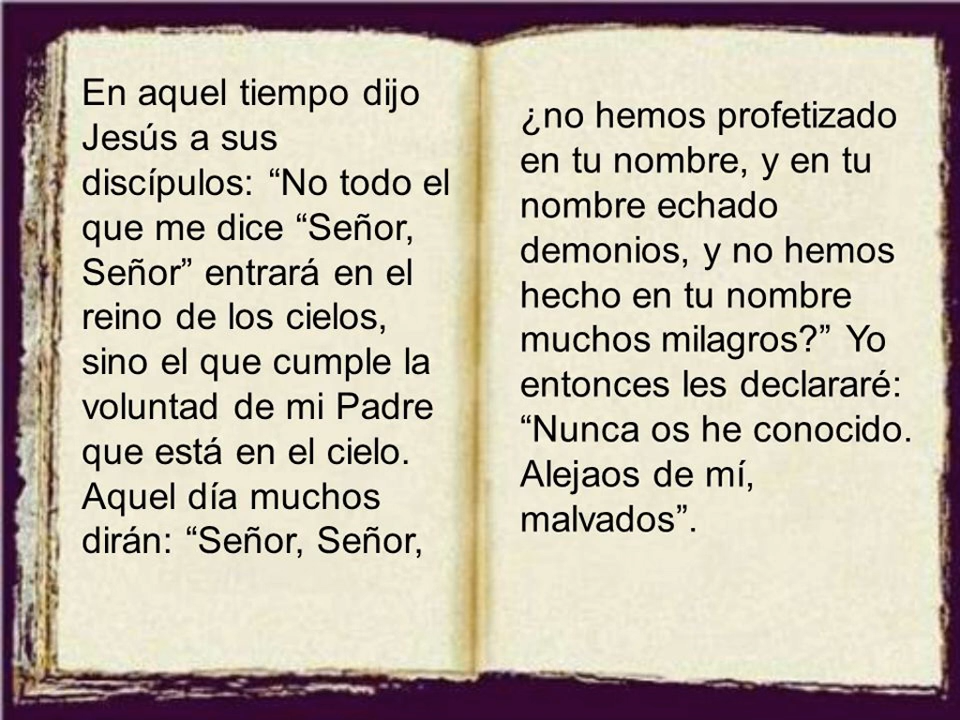 En aquel tiempo dijo
Jesús a sus
discípulos: “No todo el
que me dice “Señor,
Señor” entrará en el
reino de los cielos,
sino el que cumple la
voluntad de mi Padre
que está en el cielo.
Aquel día muchos
dirán: “Señor, Señor,
¿no hemos profetizado
en tu nombre, y en tu
nombre echado
demonios, y no hemos
hecho en tu nombre
muchos milagros?” Yo
entonces les declararé:
“Nunca os he conocido.
Alejaos de mí,
malvados”.